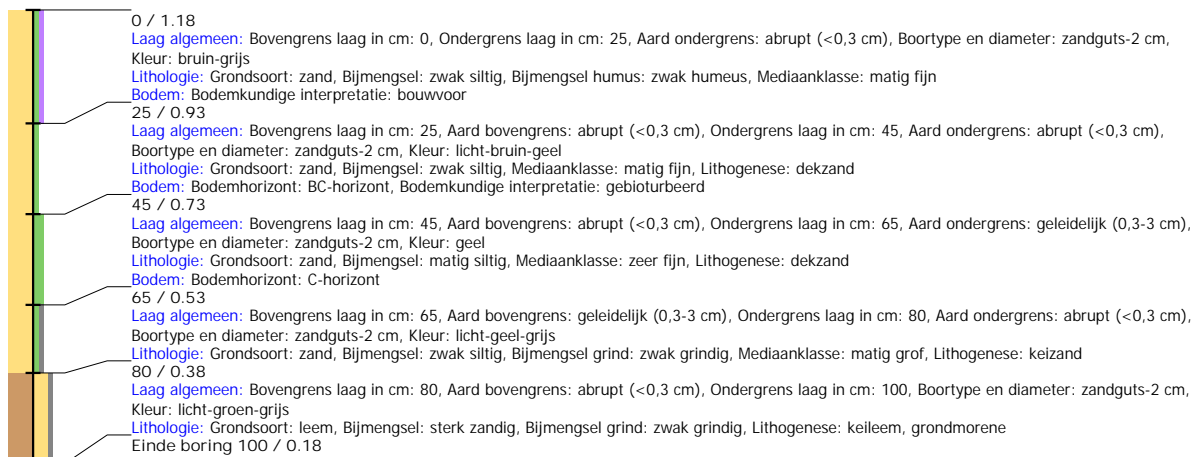 0 / 1.18
Laag algemeen: Bovengrens laag in cm: 0, Ondergrens laag in cm: 25, Aard ondergrens: abrupt (<0,3 cm), Boortype en diameter: zandguts-2 cm,
Kleur: bruin-grijs
Lithologie: Grondsoort: zand, Bijmengsel: zwak siltig, Bijmengsel humus: zwak humeus, Mediaanklasse: matig fijn
Bodem: Bodemkundige interpretatie: bouwvoor
25 / 0.93
Laag algemeen: Bovengrens laag in cm: 25, Aard bovengrens: abrupt (<0,3 cm), Ondergrens laag in cm: 45, Aard ondergrens: abrupt (<0,3 cm),
Boortype en diameter: zandguts-2 cm, Kleur: licht-bruin-geel
Lithologie: Grondsoort: zand, Bijmengsel: zwak siltig, Mediaanklasse: matig fijn, Lithogenese: dekzand
Bodem: Bodemhorizont: BC-horizont, Bodemkundige interpretatie: gebioturbeerd
45 / 0.73
Laag algemeen: Bovengrens laag in cm: 45, Aard bovengrens: abrupt (<0,3 cm), Ondergrens laag in cm: 65, Aard ondergrens: geleidelijk (0,3-3 cm),
Boortype en diameter: zandguts-2 cm, Kleur: geel
Lithologie: Grondsoort: zand, Bijmengsel: matig siltig, Mediaanklasse: zeer fijn, Lithogenese: dekzand
Bodem: Bodemhorizont: C-horizont
65 / 0.53
Laag algemeen: Bovengrens laag in cm: 65, Aard bovengrens: geleidelijk (0,3-3 cm), Ondergrens laag in cm: 80, Aard ondergrens: abrupt (<0,3 cm),
Boortype en diameter: zandguts-2 cm, Kleur: licht-geel-grijs
Lithologie: Grondsoort: zand, Bijmengsel: zwak siltig, Bijmengsel grind: zwak grindig, Mediaanklasse: matig grof, Lithogenese: keizand
80 / 0.38
Laag algemeen: Bovengrens laag in cm: 80, Aard bovengrens: abrupt (<0,3 cm), Ondergrens laag in cm: 100, Boortype en diameter: zandguts-2 cm,
Kleur: licht-groen-grijs
Lithologie: Grondsoort: leem, Bijmengsel: sterk zandig, Bijmengsel grind: zwak grindig, Lithogenese: keileem, grondmorene
Einde boring 100 / 0.18